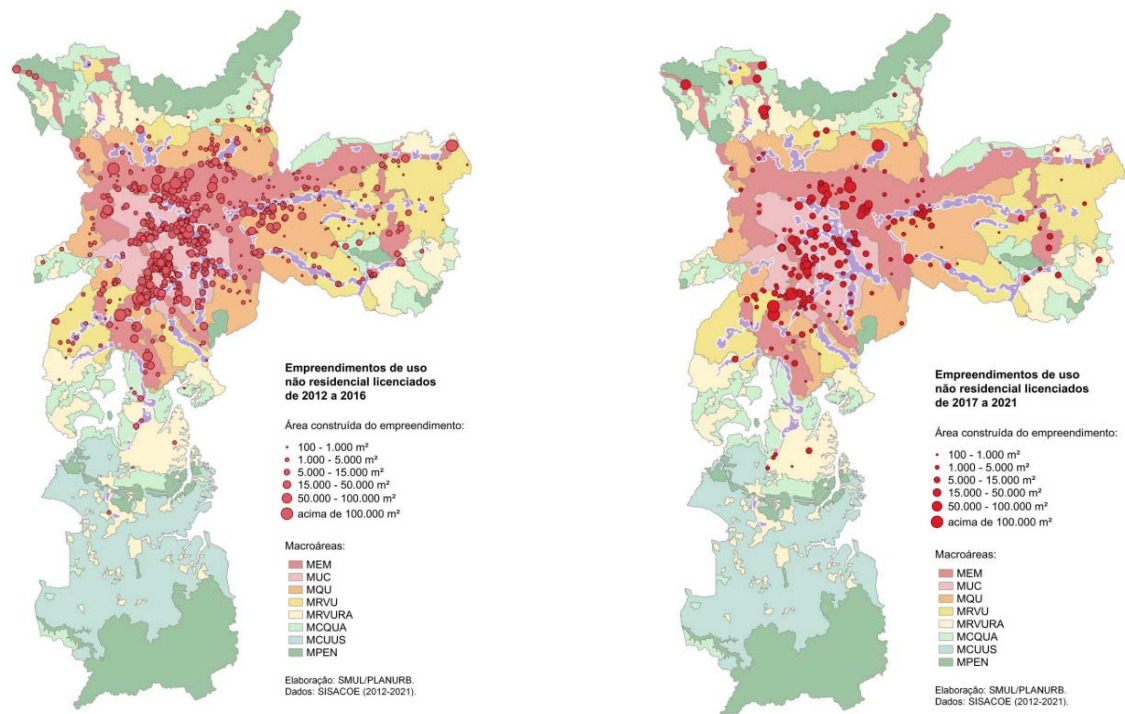 Empreendimentos de uso
não residencial licenciados
de 2012 a 2016
Área construída do empreendimento:
100 - 1.000 m²
1.000 - 5.000 m²
5.000 - 15.000 m²
15.000 - 50.000 m²
50.000 - 100.000 m²
acima de 100.000 m²
Macroáreas:
MEM
MUC
MQU
MRVU
MRVURA
MCQUA
MCUUS
MPEN
Elaboração: SMUL/PLANURB.
Dados: SISACOE (2012-2021).
Empreendimentos de uso
não residencial licenciados
de 2017 a 2021
Área construída do empreendimento:
100 - 1.000 m²
1.000 - 5.000 m²
5.000 - 15.000 m²
15.000 - 50.000 m²
50.000 - 100.000 m²
acima de 100.000 m²
Macroáreas:
MEM
MUC
MQU
MRVU
MRVURA
MCQUA
MCUUS
MPEN
Elaboração: SMUL/PLANURB.
Dados: SISACOE (2012-2021).